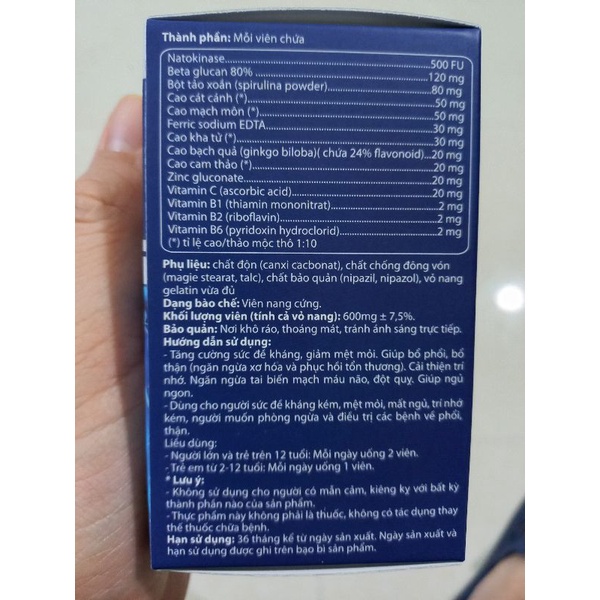 Thành phần: Mỗi viên chứa
Natokinase...................................................500 FU
Beta glucan 80% .......................................120 mg
Bột tảo xoắn (spirulina powder)....................80 mg
Cao cát cánh (*)...........................................50 mg
Cao mạch môn (*).......................................50 mg
Ferric sodium EDTA....................................30 mg
Cao kha tử (*).............................................30 mg
Cao bạch quả (ginkgo biloba)( chứa 24% flavonoid)...20 mg
Cao cam thảo (*)........................................20 mg
Zinc gluconate............................................20 mg
Vitamin C (ascorbic acid)............................20 mg
Vitamin B1 (thiamin mononitrat)...................2 mg
Vitamin B2 (riboflavin)..................................2 mg
Vitamin B6 (pyridoxin hydroclorid).................2 mg
(*) tỉ lệ cao/thảo mộc thô 1:10
Phụ liệu: chất độn (canxi cacbonat), chất chống đông vón
(magie stearat, talc), chất bảo quản (nipazil, nipazol), vỏ nang
gelatin vừa đủ
Dạng bào chế: Viên nang cứng.
Khối lượng viên (tính cả vỏ nang): 600mg ± 7,5%.
Bảo quản: Nơi khô ráo, thoáng mát, tránh ánh sáng trực tiếp.
Hướng dẫn sử dụng:
- Tăng cường sức đề kháng, giảm mệt mỏi. Giúp bổ phổi, bổ
thận (ngăn ngừa xơ hóa và phục hồi tổn thương). Cải thiện trí
nhớ. Ngăn ngừa tai biến mạch máu não, đột quỵ. Giúp ngủ
ngon.
- Dùng cho người sức đề kháng kém, mệt mỏi, mất ngủ, trí nhớ
kém, người muốn phòng ngừa và điều trị các bệnh về phổi,
thận.
Liều dùng:
- Người lớn và trẻ trên 12 tuổi: Mỗi ngày uống 2 viên.
- Trẻ em từ 2-12 tuổi: Mỗi ngày uống 1 viên.
* Lưu ý:
- Không sử dụng cho người có mẫn cảm, kiêng kỵ với bất kỳ
thành phần nào của sản phẩm.
- Thực phẩm này không phải là thuốc, không có tác dụng thay
thế thuốc chữa bệnh.
Hạn sử dụng: 36 tháng kể từ ngày sản xuất. Ngày sản xuất và
hạn sử dụng được ghi trên bao bì sản phẩm.